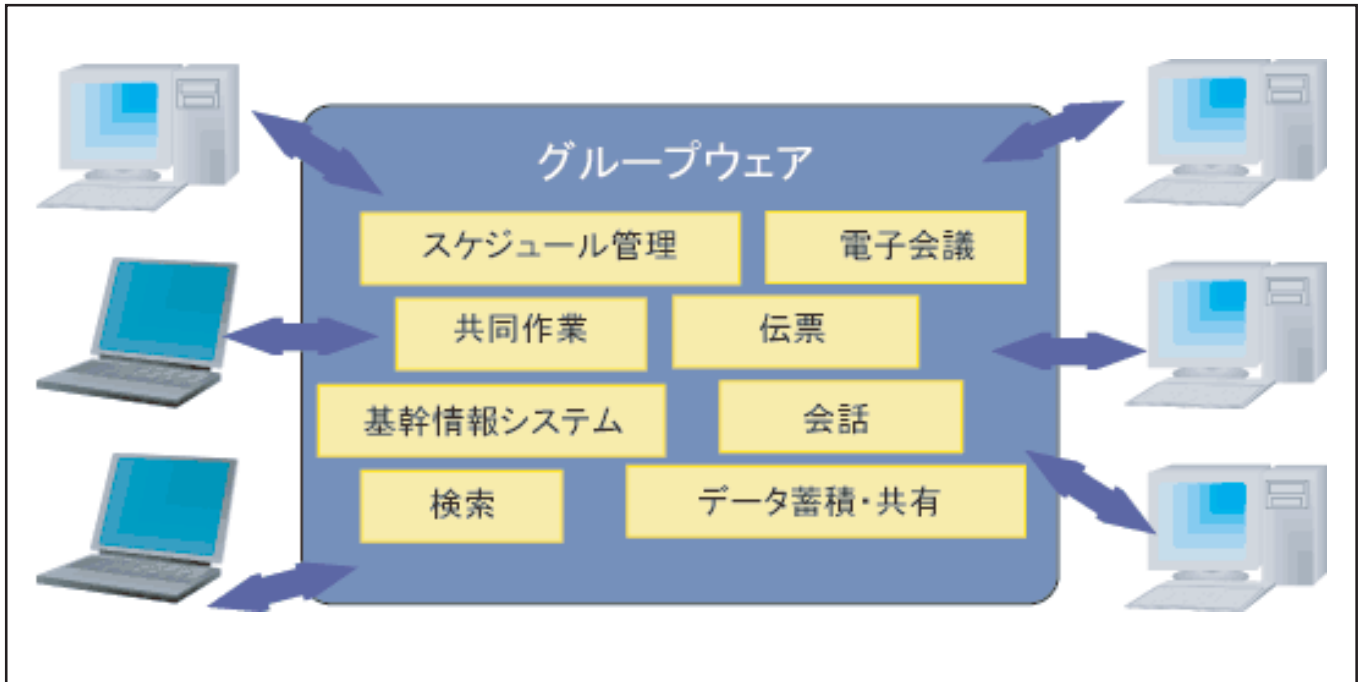 グループウェア
スケジュール管理
電子会議
共同作業
伝票
基幹情報システム
会話
検索
データ蓄積・共有